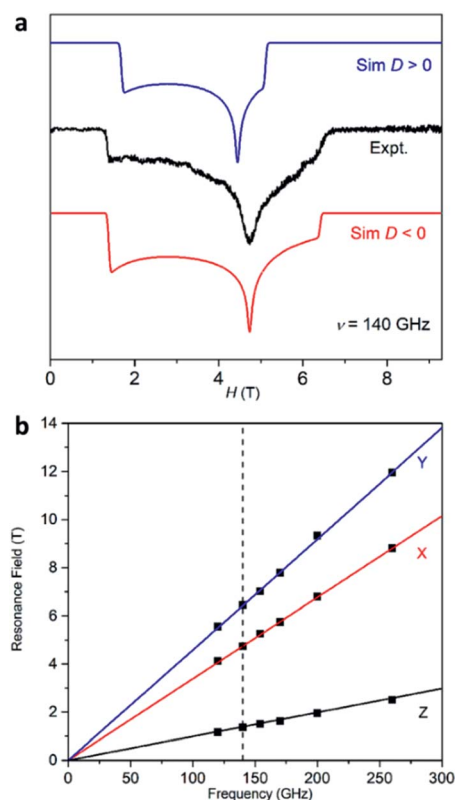 a
Sim D > 0
Expt.
Sim D < 0
ν = 140 GHz
0 2 4 6 8
H (T)
b
14
12
10
8
6
4
2
0
Resonance Field (T)
Y
X
Z
0 50 100 150 200 250 300
Frequency (GHz)